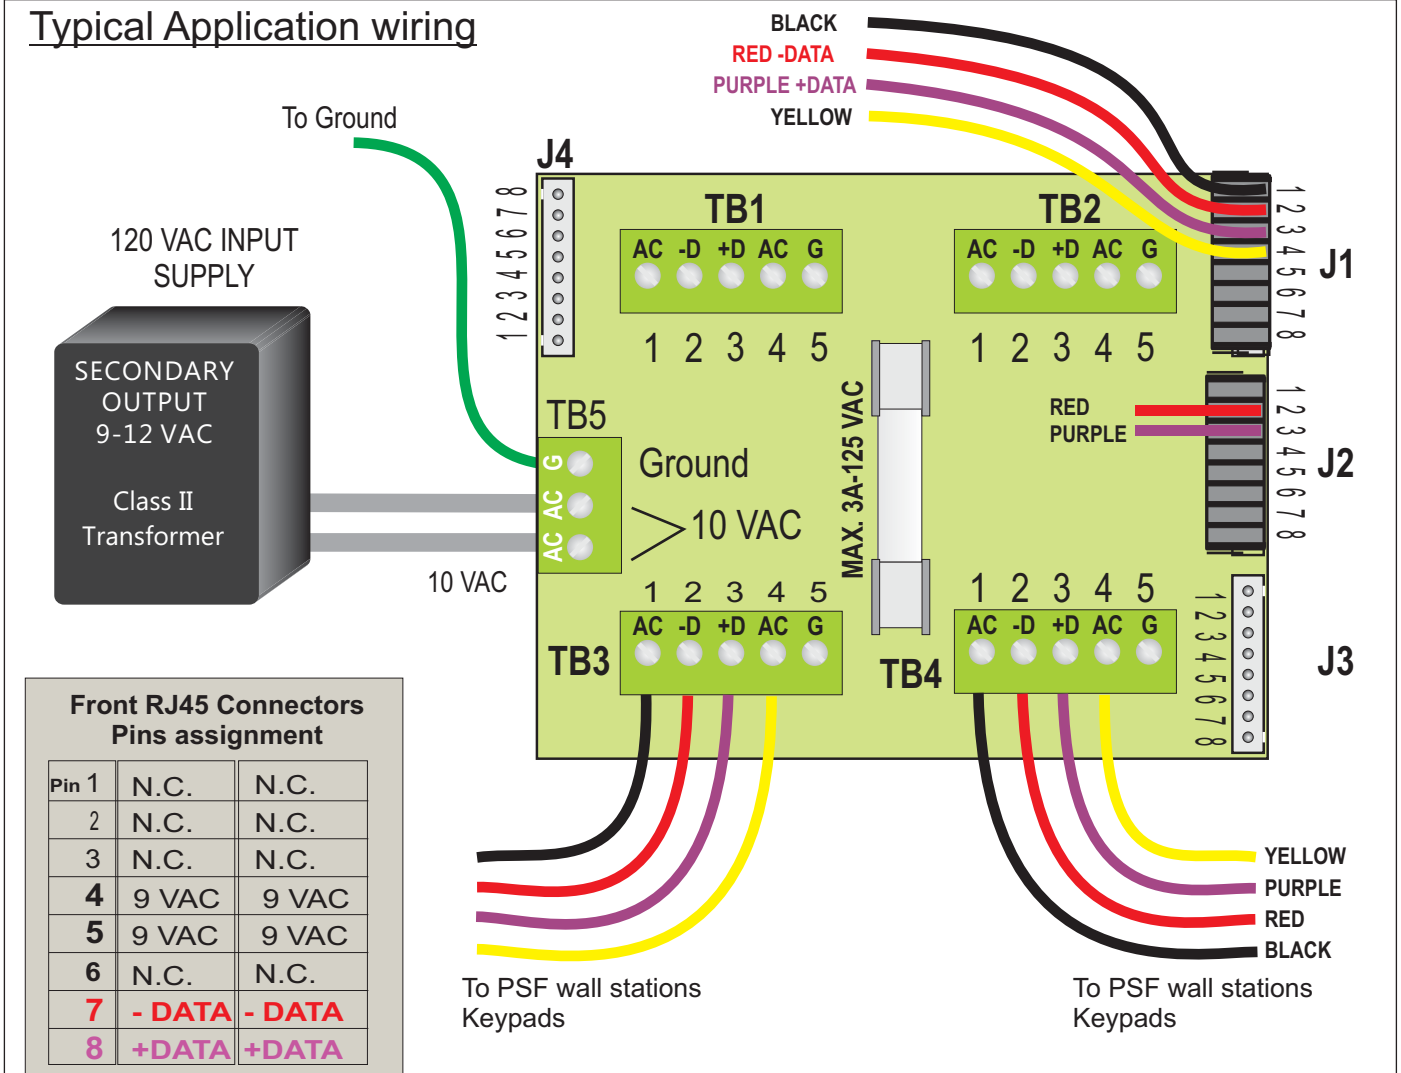 Typical Application wiring
BLACK
RED -DATA
PURPLE +DATA
YELLOW
To Ground
J4
8
7
6
5
4
3
2
1
TB1
AC -D +D AC G
1 2 3 4 5
TB2
AC -D +D AC G
1 2 3 4 5
1
2
3
4
5
6
7
8
J1
120 VAC INPUT
SUPPLY
SECONDARY
OUTPUT
9-12 VAC
Class II
Transformer
10 VAC
TB5
G
AC
AC
Ground
10 VAC
MAX. 3A-125 VAC
RED
PURPLE
1
2
3
4
5
6
7
8
J2
1 2 3 4 5
AC -D +D AC G
TB3
1 2 3 4 5
AC -D +D AC G
TB4
1
2
3
4
5
6
7
8
J3
Front RJ45 Connectors
Pins assignment
Pin 1 N.C. N.C.
2 N.C. N.C.
3 N.C. N.C.
4 9 VAC 9 VAC
5 9 VAC 9 VAC
6 N.C. N.C.
7 - DATA - DATA
8 +DATA +DATA
To PSF wall stations
Keypads
YELLOW
PURPLE
RED
BLACK
To PSF wall stations
Keypads